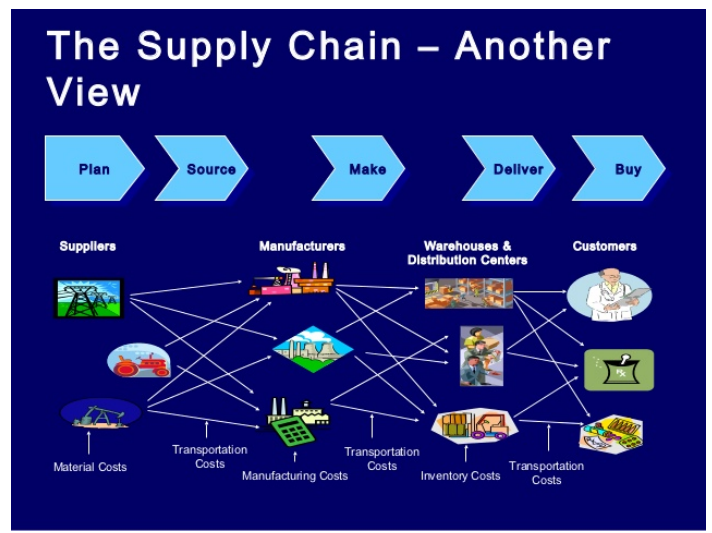 The Supply Chain – Another
View
Plan
Source
Make
Deliver
Buy
Suppliers
Manufacturers
Warehouses &
Distribution Centers
Customers
Rx
Material Costs
Transportation
Costs
Manufacturing Costs
Transportation
Costs
Inventory Costs
Transportation
Costs